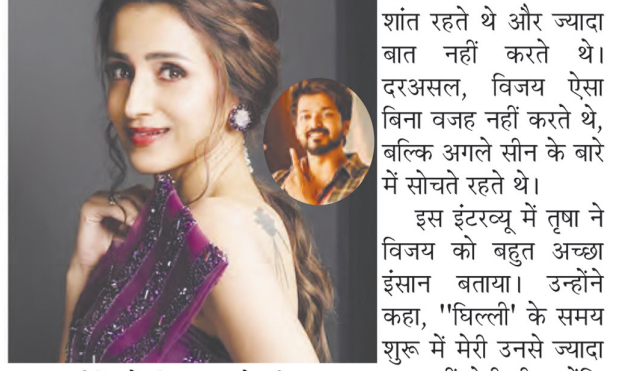 शांत रहते थे और ज्यादा
बात नहीं करते थे।
दरअसल, विजय ऐसा
बिना वजह नहीं करते थे,
बल्कि अगले सीन के बारे
में सोचते रहते थे।
इस इंटरव्यू में तृषा ने
विजय को बहुत अच्छा
इंसान बताया। उन्होंने
कहा, ''घिल्ली' के समय
शुरू में मेरी उनसे ज्यादा